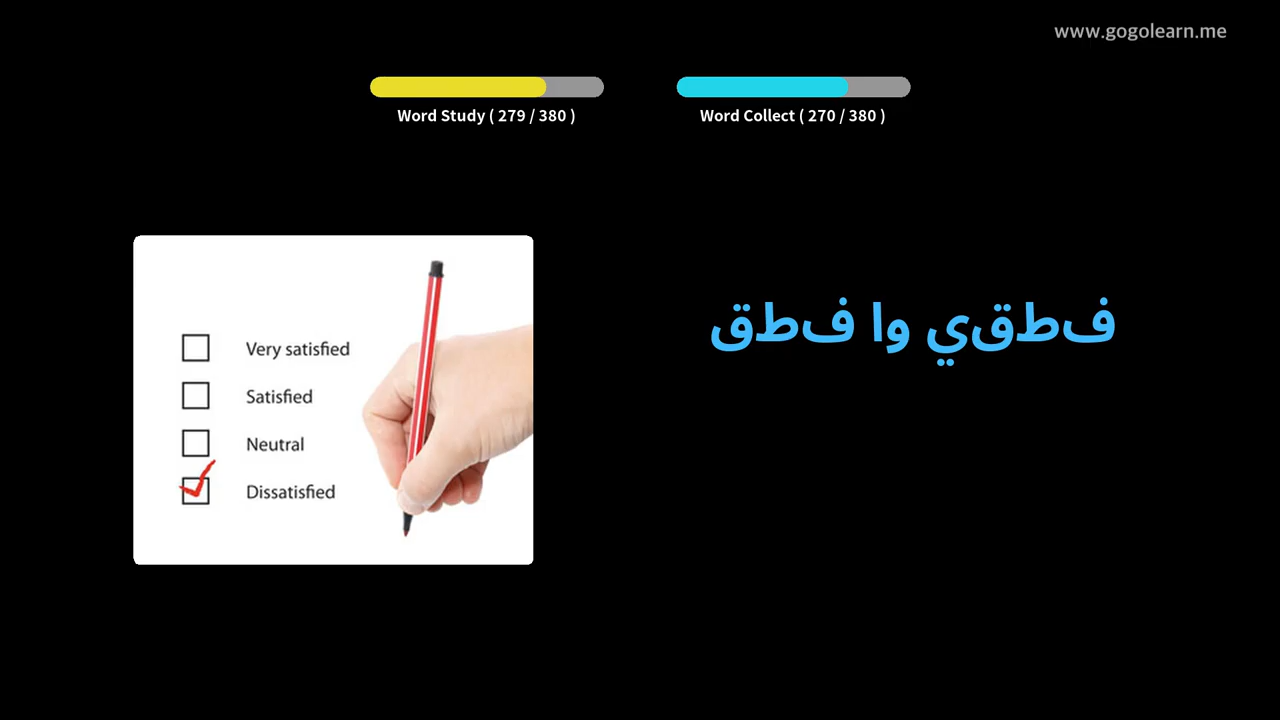 www.gogolearn.me
Word Study ( 279 / 380 )
Word Collect ( 270 / 380 )
فطقي وا فطق
Very satisfied
Satisfied
Neutral
Dissatisfied